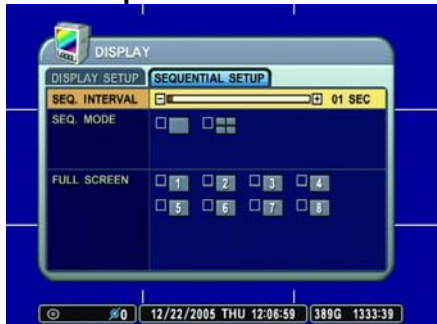 DISPLAY
DISPLAY SETUP SEQUENTIAL SETUP
SEQ. INTERVAL 01 SEC
SEQ. MODE
FULL SCREEN 1 2 3 4
5 6 7 8
0 12/22/2005 THU 12:06:59 389G 1333:39